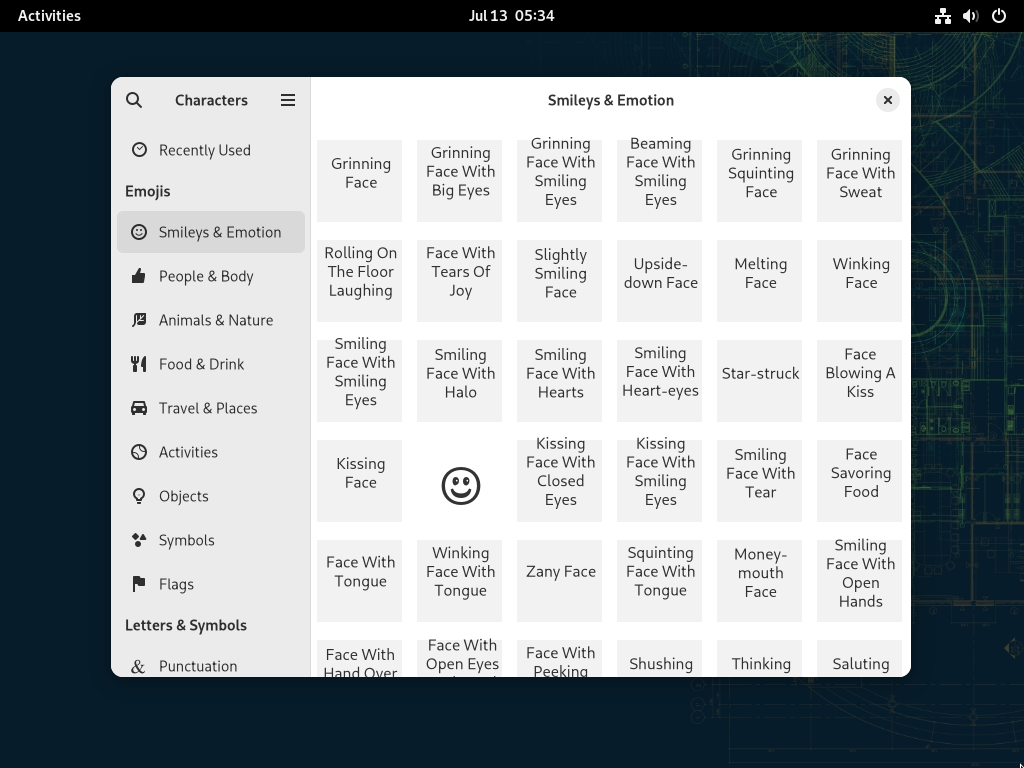 Activities
Jul 13 05:34
Characters
Smileys & Emotion
Recently Used
Emojis
Smileys & Emotion
People & Body
Animals & Nature
Food & Drink
Travel & Places
Activities
Objects
Symbols
Flags
Letters & Symbols
& Punctuation
Grinning
Face
Grinning
Face With
Big Eyes
Grinning
Face With
Smiling
Eyes
Beaming
Face With
Smiling
Eyes
Grinning
Squinting
Face
Grinning
Face With
Sweat
Rolling On
The Floor
Laughing
Face With
Tears Of
Joy
Slightly
Smiling
Face
Upside-
down Face
Melting
Face
Winking
Face
Smiling
Face With
Smiling
Eyes
Smiling
Face With
Halo
Smiling
Face With
Hearts
Smiling
Face With
Heart-eyes
Star-struck
Face
Blowing A
Kiss
Kissing
Face
Kissing
Face With
Closed
Eyes
Kissing
Face With
Smiling
Eyes
Smiling
Face With
Tear
Face
Savoring
Food
Face With
Tongue
Winking
Face With
Tongue
Zany Face
Squinting
Face With
Tongue
Money-
mouth
Face
Smiling
Face With
Open
Hands
Face With
Hand Over
Face With
Open Eyes
Face With
Peeking
Shushing
Thinking
Saluting